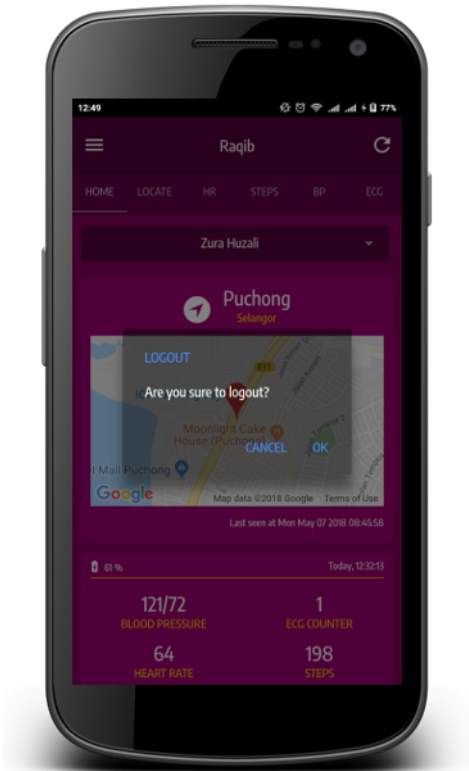 12:49 77%
Raqib
HOME LOCATE HR STEPS BP ECG
Zura Huzali
Puchong
Selangor
LOGOUT
E11
Are you sure to logout?
Moonlight Cake
House (Puchong)
CANCEL OK
Mall Puchong
Google Map data ©2018 Google Terms of Use
Last seen at Mon May 07 2018 08:45:58
61 % Today, 12:32:13
121/72 1
BLOOD PRESSURE ECG COUNTER
64 198
HEART RATE STEPS